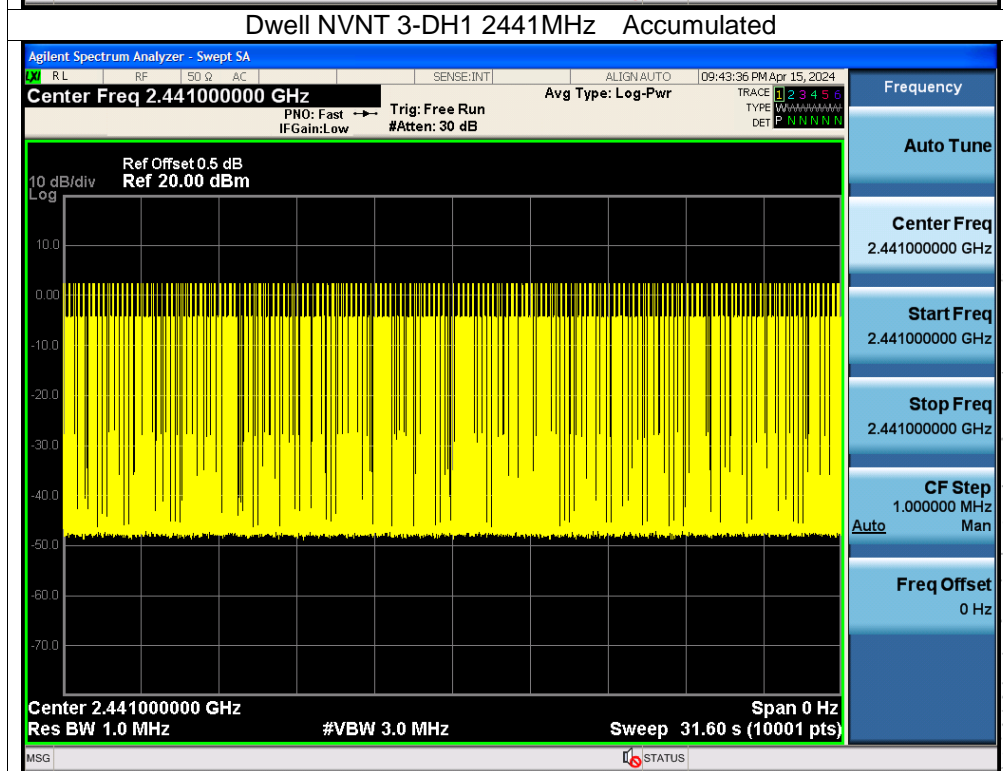 Dwell NVNT 3-DH1 2441MHz Accumulated
Agilent Spectrum Analyzer - Swept SA
LXI RL RF 50 Ω AC SENSE:INT ALIGN AUTO 09:43:36 PM Apr 15, 2024
Center Freq 2.441000000 GHz
PNO: Fast
IFGain:Low
Trig: Free Run
#Atten: 30 dB
Avg Type: Log-Pwr
TRACE 1 2 3 4 5 6
TYPE
DET P N N N N N
Frequency
Auto Tune
Center Freq
2.441000000 GHz
Start Freq
2.441000000 GHz
Stop Freq
2.441000000 GHz
CF Step
1.000000 MHz
Auto Man
Freq Offset
0 Hz
Ref Offset 0.5 dB
10 dB/div Ref 20.00 dBm
Log
10.0
0.00
-10.0
-20.0
-30.0
-40.0
-50.0
-60.0
-70.0
Center 2.441000000 GHz Span 0 Hz
Res BW 1.0 MHz #VBW 3.0 MHz Sweep 31.60 s (10001 pts)
MSG STATUS